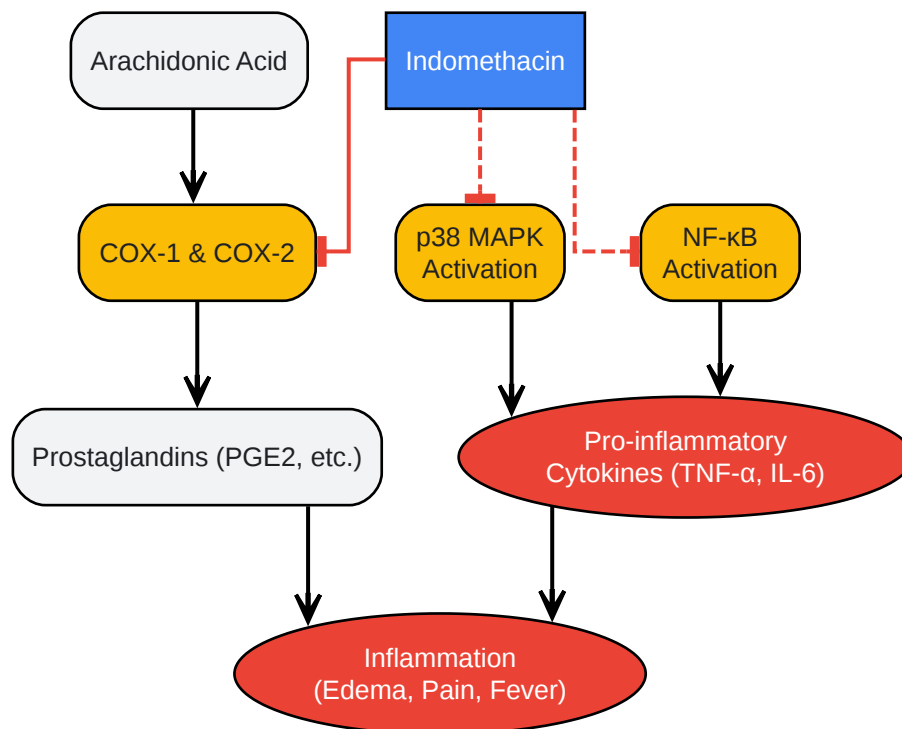 Arachidonic Acid
Indomethacin
COX-1 & COX-2
p38 MAPK
Activation
NF-κB
Activation
Prostaglandins (PGE2, etc.)
Pro-inflammatory
Cytokines (TNF-α, IL-6)
Inflammation
(Edema, Pain, Fever)